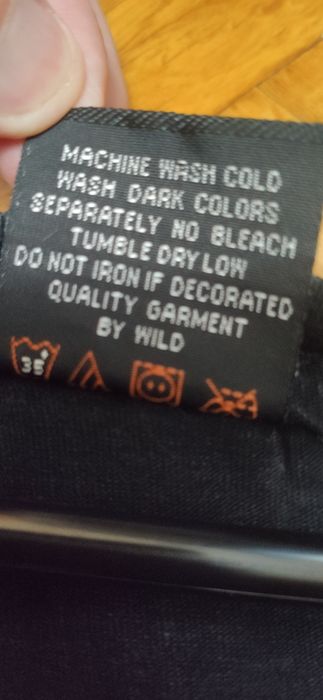 MACHINE WASH COLD
WASH DARK COLORS
SEPARATELY NO BLEACH
TUMBLE DRY LOW
DO NOT IRON IF DECORATED
QUALITY GARMENT
BY WILD
35°